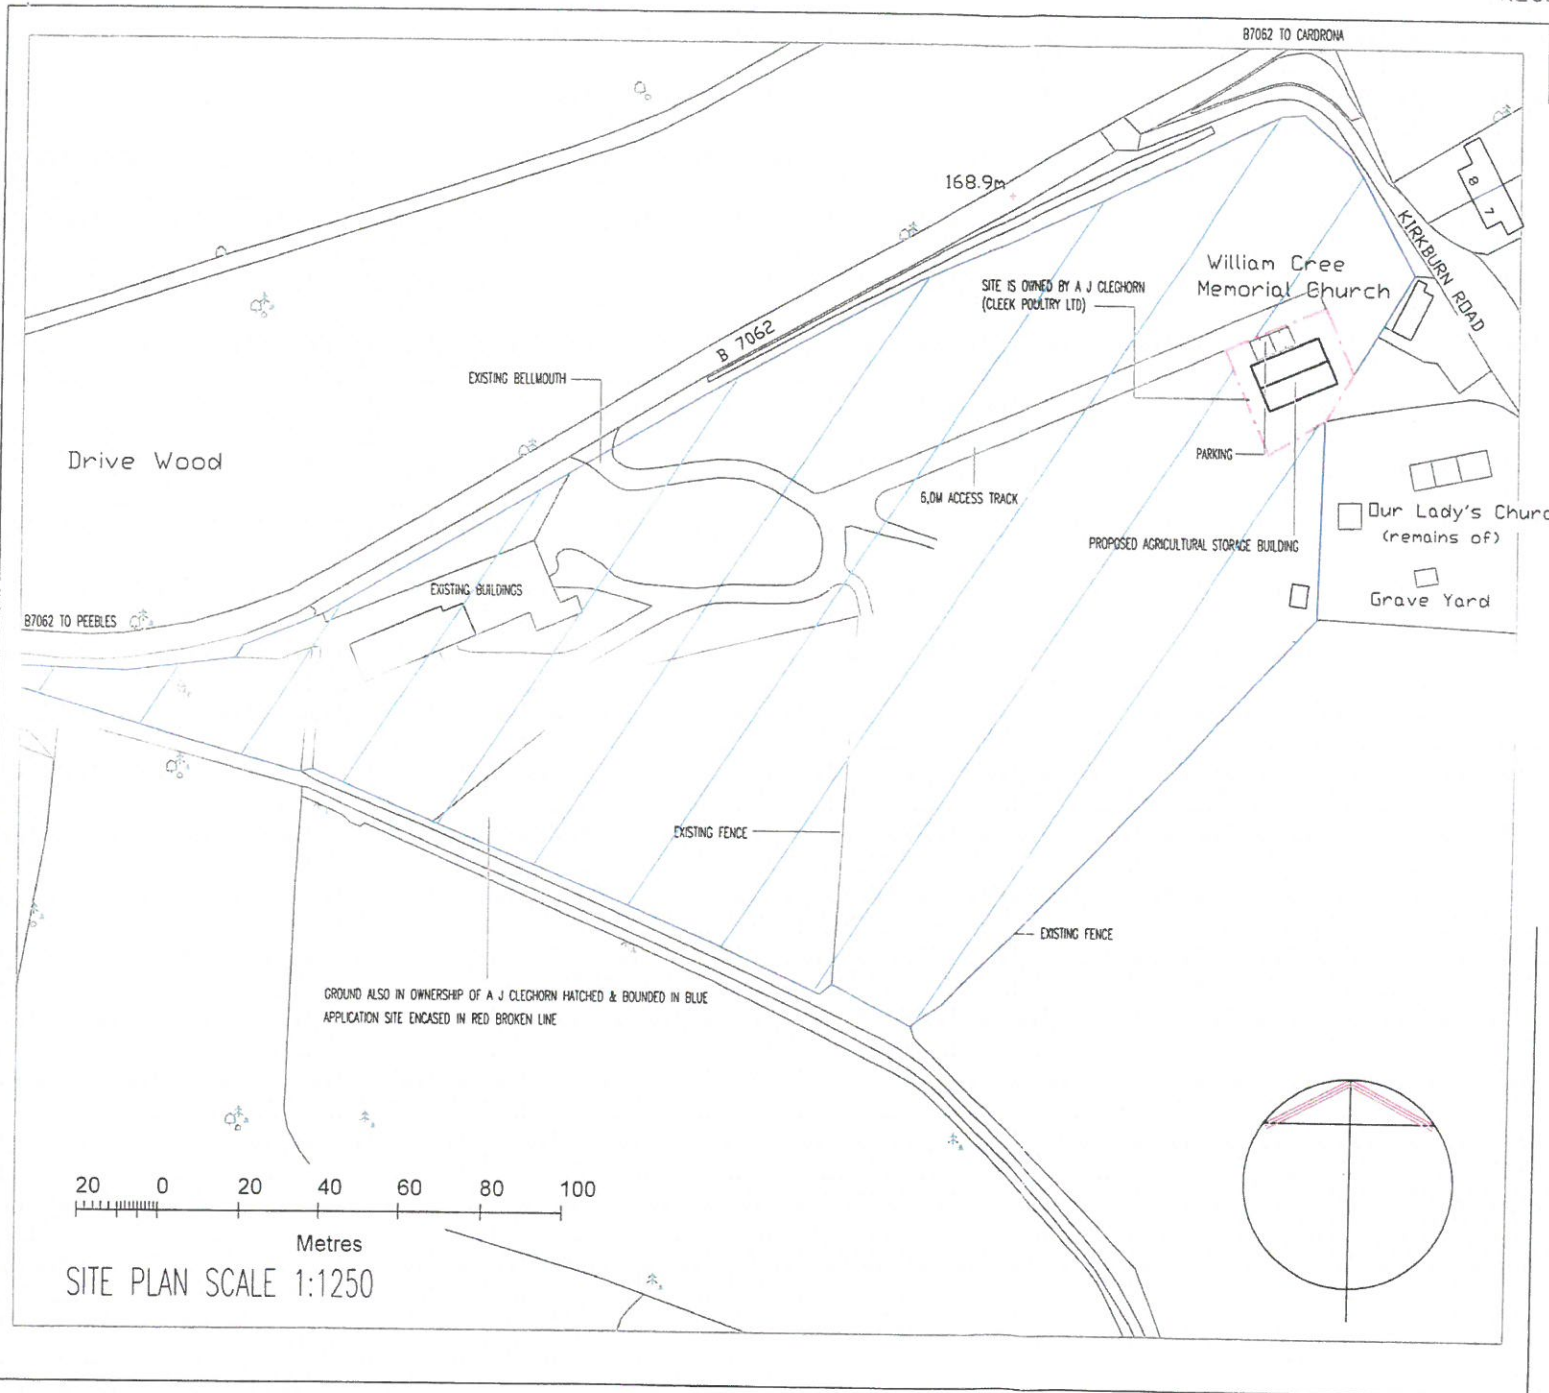 B7062 TO CARDRONA
168.9m
8
7
KIRKBURN ROAD
William Cree
Memorial Church
SITE IS OWNED BY A J CLEGHORN
(CLEEK POULTRY LTD)
B 7062
EXISTING BELLMOUTH
Drive Wood
PARKING
6,0M ACCESS TRACK
Our Lady's Churc
(remains of)
PROPOSED AGRICULTURAL STORAGE BUILDING
EXISTING BUILDINGS
Grave Yard
B7062 TO PEEBLES
EXISTING FENCE
EXISTING FENCE
GROUND ALSO IN OWNERSHIP OF A J CLEGHORN HATCHED & BOUNDED IN BLUE
APPLICATION SITE ENCASED IN RED BROKEN LINE
20 0 20 40 60 80 100
Metres
SITE PLAN SCALE 1:1250